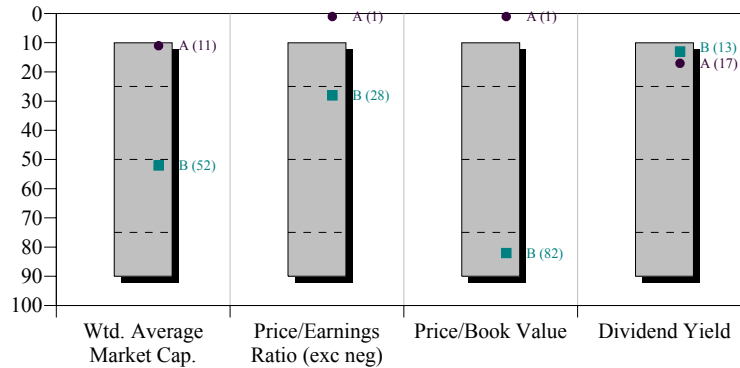 0
10
20
30
40
50
60
70
80
90
100
A (11)
B (52)
A (1)
B (28)
A (1)
B (82)
B (13)
A (17)
Wtd. Average
Market Cap.
Price/Earnings
Ratio (exc neg)
Price/Book Value
Dividend Yield